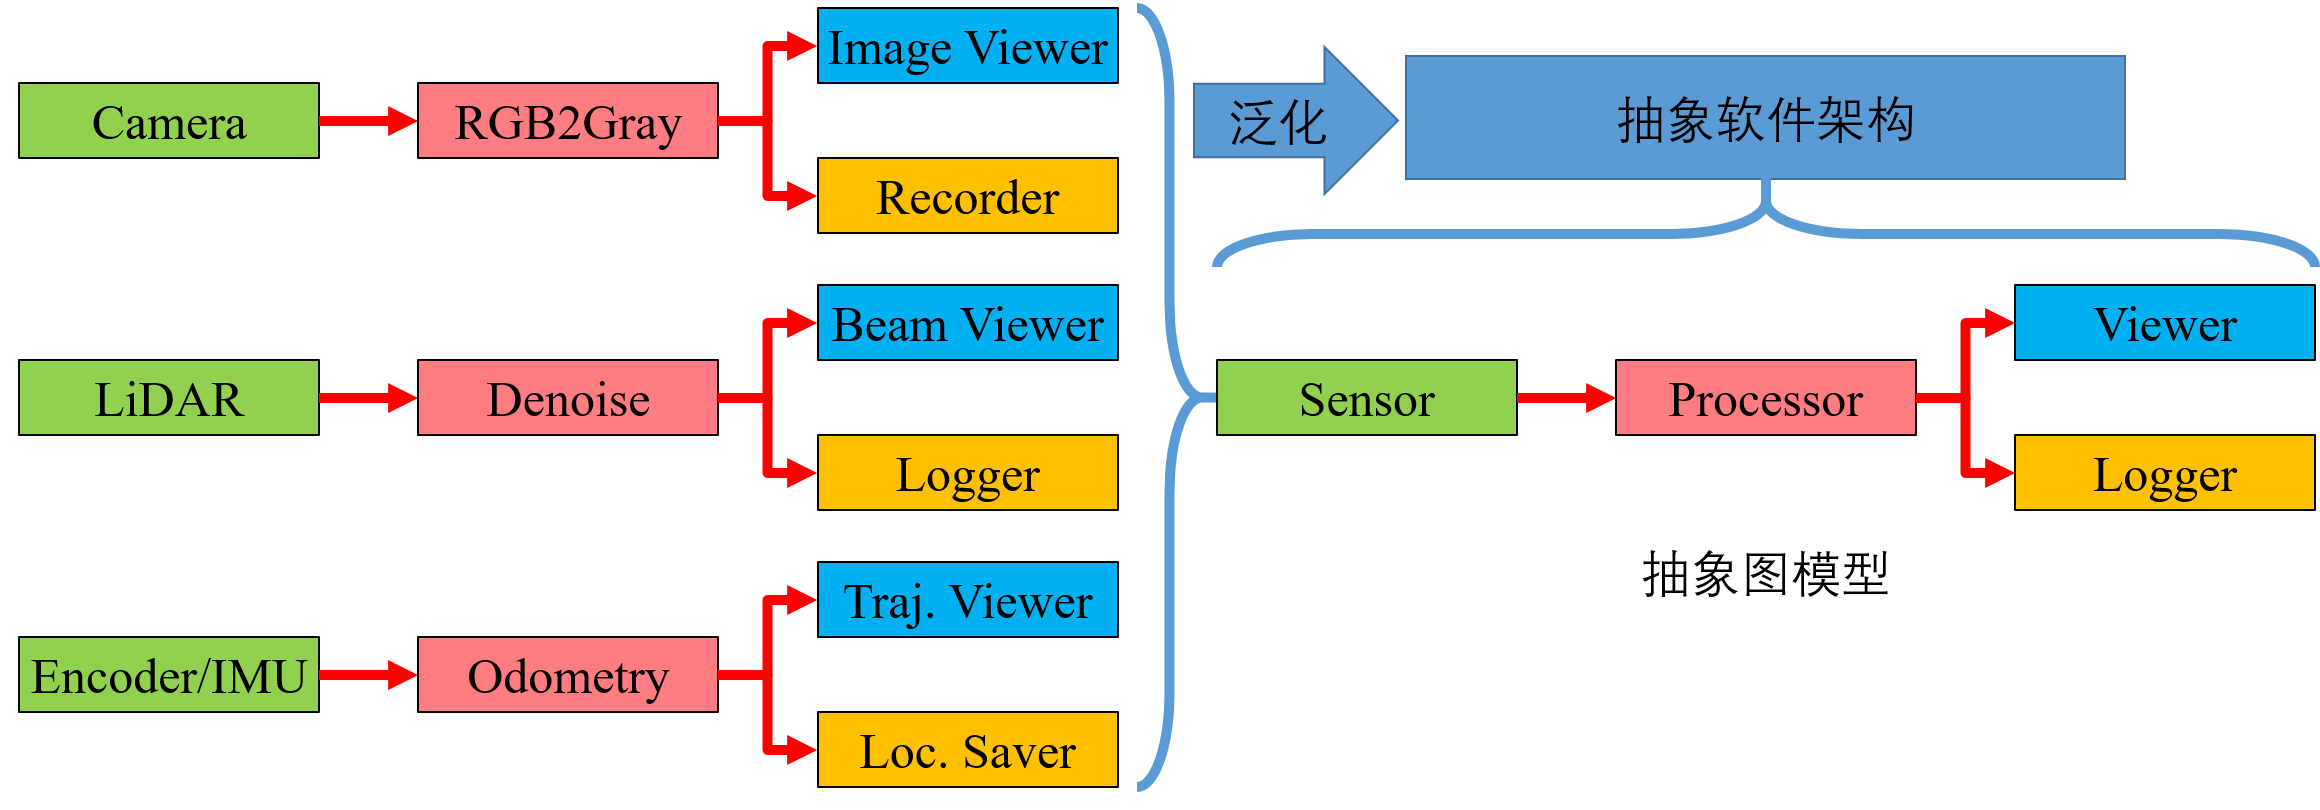 Camera
RGB2Gray
Image Viewer
Recorder
LiDAR
Denoise
Beam Viewer
Logger
Encoder/IMU
Odometry
Traj. Viewer
Loc. Saver
泛化
抽象软件架构
Sensor
Processor
Viewer
Logger
抽象图模型